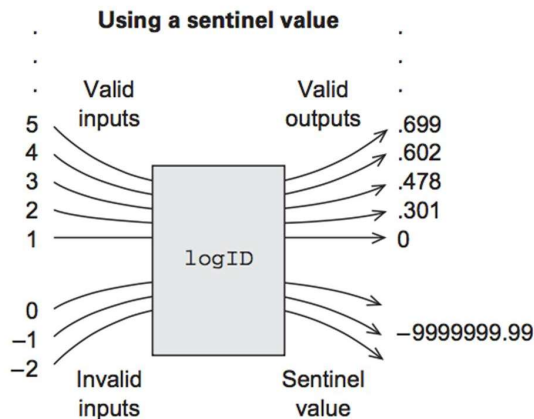 Using a sentinel value
Valid
inputs
Valid
outputs
5
4
3
2
1
0
–1
–2
logID
.699
.602
.478
.301
0
–9999999.99
Invalid
inputs
Sentinel
value